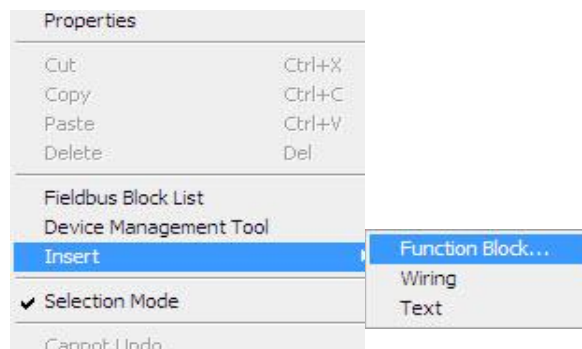 Properties
Cut Ctrl+X
Copy Ctrl+C
Paste Ctrl+V
Delete Del
Fieldbus Block List
Device Management Tool
Insert
Function Block...
Wiring
Text
Selection Mode
Cannot Undo